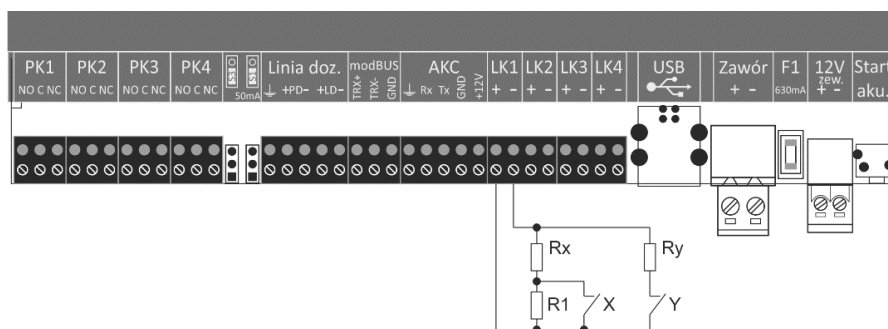 PK1 PK2 PK3 PK4 Linia doz. modBUS AKC LK1 LK2 LK3 LK4 USB Zawór F1 12V Start
NO C NC NO C NC NO C NC NO C NC S3 S1 50mA ⏚ +PD- +LD- TRX+ TRX- GND ⏚ Rx Tx GND +12V + - + - + - + - + - 630mA zew. + - aku.
Rx Ry
R1 X Y